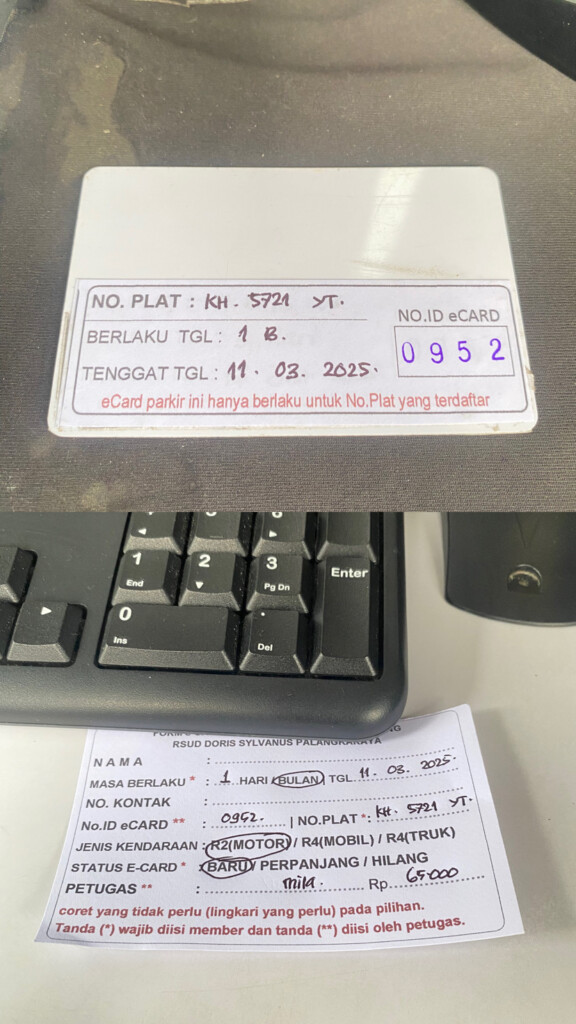 NO. PLAT : KH. 5721 YT.
NO.ID eCARD
BERLAKU TGL : 1 B.
0952
TENGGAT TGL : 11. 03. 2025.
eCard parkir ini hanya berlaku untuk No.Plat yang terdaftar
1 End
2
3 Pg Dn
Enter
0 Ins
. Del
RSUD DORIS SYLVANUS PALANGKARAYA
NAMA :
MASA BERLAKU * : 1 HARI / BULAN / TGL 11. 03. 2025.
NO. KONTAK :
No.ID eCARD ** : 0952. | NO.PLAT *: KH. 5721 YT.
JENIS KENDARAAN : R2(MOTOR) / R4(MOBIL) / R4(TRUK)
STATUS E-CARD * : BARU / PERPANJANG / HILANG
PETUGAS ** : mila. Rp. 65.000
coret yang tidak perlu (lingkari yang perlu) pada pilihan.
Tanda (*) wajib diisi member dan tanda (**) diisi oleh petugas.